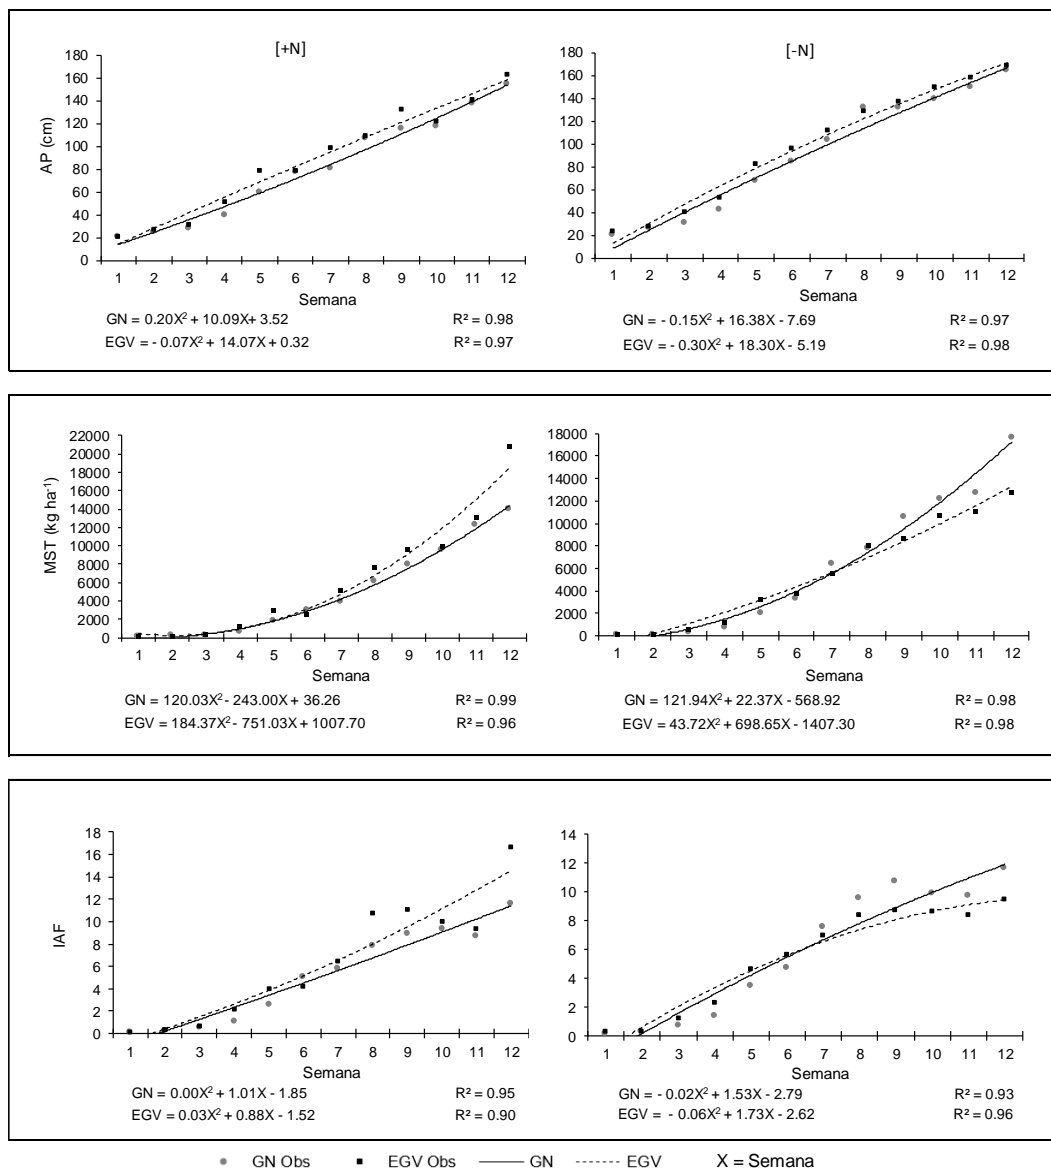 [+N]
[-N]
AP (cm)
180
160
140
120
100
80
60
40
20
0
1 2 3 4 5 6 7 8 9 10 11 12
Semana
GN = 0.20X² + 10.09X+ 3.52 R² = 0.98
EGV = - 0.07X² + 14.07X + 0.32 R² = 0.97
180
160
140
120
100
80
60
40
20
0
1 2 3 4 5 6 7 8 9 10 11 12
Semana
GN = - 0.15X² + 16.38X - 7.69 R² = 0.97
EGV = - 0.30X² + 18.30X - 5.19 R² = 0.98
MST (kg ha⁻¹)
22000
20000
18000
16000
14000
12000
10000
8000
6000
4000
2000
0
1 2 3 4 5 6 7 8 9 10 11 12
Semana
GN = 120.03X² - 243.00X + 36.26 R² = 0.99
EGV = 184.37X² - 751.03X + 1007.70 R² = 0.96
18000
16000
14000
12000
10000
8000
6000
4000
2000
0
1 2 3 4 5 6 7 8 9 10 11 12
Semana
GN = 121.94X² + 22.37X - 568.92 R² = 0.98
EGV = 43.72X² + 698.65X - 1407.30 R² = 0.98
IAF
18
16
14
12
10
8
6
4
2
0
1 2 3 4 5 6 7 8 9 10 11 12
Semana
GN = 0.00X² + 1.01X - 1.85 R² = 0.95
EGV = 0.03X² + 0.88X - 1.52 R² = 0.90
14
12
10
8
6
4
2
0
1 2 3 4 5 6 7 8 9 10 11 12
Semana
GN = - 0.02X² + 1.53X - 2.79 R² = 0.93
EGV = - 0.06X² + 1.73X - 2.62 R² = 0.96
GN Obs EGV Obs GN EGV X = Semana